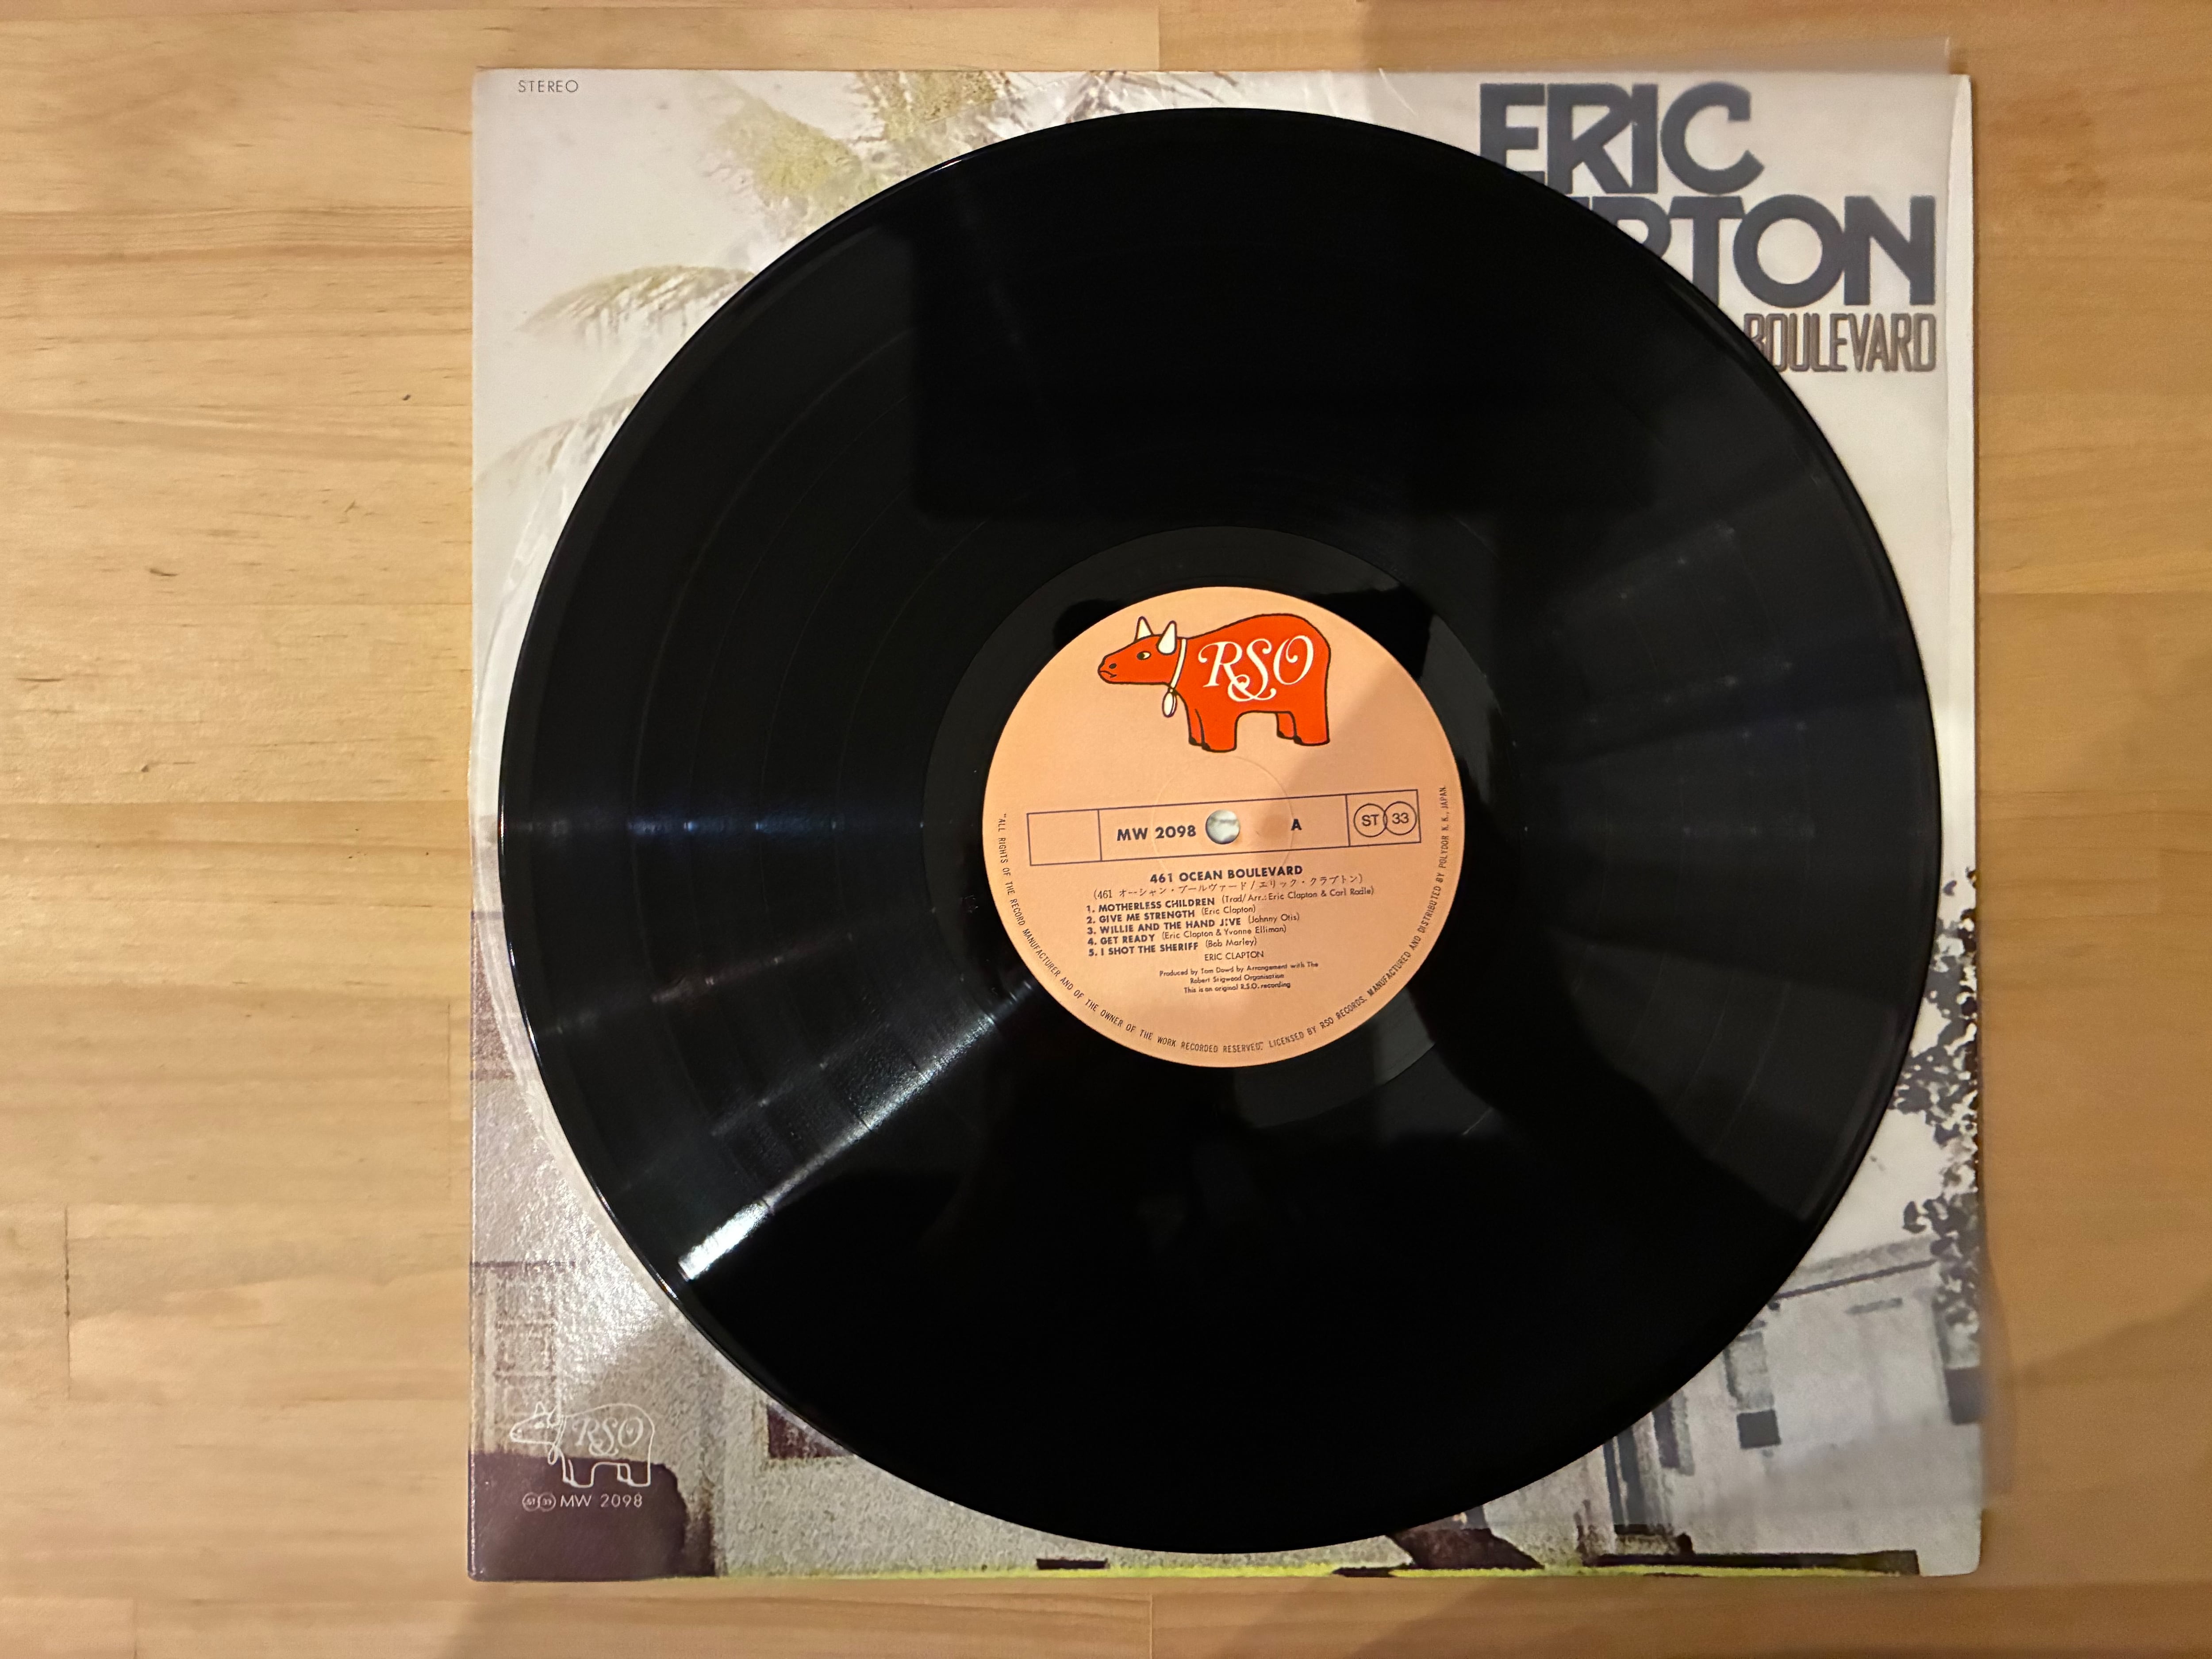 STEREO
ERIC
PTON
BOULEVARD
RSO
MW 2098
A
ST 33
461 OCEAN BOULEVARD
(461 オーシャン・ブールヴァード/エリック・クラプトン)
1. MOTHERLESS CHILDREN (Trad/Arr.: Eric Clapton & Carl Radle)
2. GIVE ME STRENGTH (Eric Clapton)
3. WILLIE AND THE HAND JIVE (Johnny Otis)
4. GET READY (Eric Clapton & Yvonne Elliman)
5. I SHOT THE SHERIFF (Bob Marley)
ERIC CLAPTON
Produced by Tom Dowd by Arrangement with The
Robert Stigwood Organisation
This is an original R.S.O. recording
"ALL RIGHTS OF THE RECORD MANUFACTURER AND OF THE OWNER OF THE WORK RECORDED RESERVED." LICENSED BY RSO RECORDS, MANUFACTURED AND DISTRIBUTED BY POLYDOR K.K., JAPAN.
RSO
ST 33 MW 2098